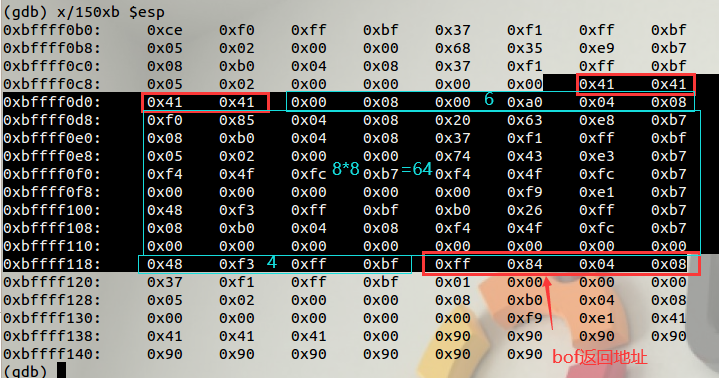 (gdb) x/150xb $esp
0xbffff0b0: 0xce 0xf0 0xff 0xbf 0x37 0xf1 0xff 0xbf
0xbffff0b8: 0x05 0x02 0x00 0x00 0x68 0x35 0xe9 0xb7
0xbffff0c0: 0x08 0xb0 0x04 0x08 0x37 0xf1 0xff 0xbf
0xbffff0c8: 0x05 0x02 0x00 0x00 0x00 0x00 0x41 0x41
0xbffff0d0: 0x41 0x41 0x00 0x08 0x00 6 0xa0 0x04 0x08
0xbffff0d8: 0xf0 0x85 0x04 0x08 0x20 0x63 0xe8 0xb7
0xbffff0e0: 0x08 0xb0 0x04 0x08 0x37 0xf1 0xff 0xbf
0xbffff0e8: 0x05 0x02 0x00 0x00 0x74 0x43 0xe3 0xb7
0xbffff0f0: 0xf4 0x4f 0xfc 8*8 0xb7 =64 0xf4 0x4f 0xfc 0xb7
0xbffff0f8: 0x00 0x00 0x00 0x00 0x00 0xf9 0xe1 0xb7
0xbffff100: 0x48 0xf3 0xff 0xbf 0xb0 0x26 0xff 0xb7
0xbffff108: 0x08 0xb0 0x04 0x08 0xf4 0x4f 0xfc 0xb7
0xbffff110: 0x00 0x00 0x00 0x00 0x00 0x00 0x00 0x00
0xbffff118: 0x48 0xf3 4 0xff 0xbf 0xff 0x84 0x04 0x08
0xbffff120: 0x37 0xf1 0xff 0xbf 0x01 0x00 0x00 0x00
0xbffff128: 0x05 0x02 0x00 0x00 0x08 0xb0 0x04 0x08
0xbffff130: 0x00 0x00 0x00 0x00 0x00 0xf9 0xe1 0x41
0xbffff138: 0x41 0x41 0x41 0x00 0x90 0x90 0x90 0x90
0xbffff140: 0x90 0x90 0x90 0x90 0x90 0x90
bof返回地址
(gdb)